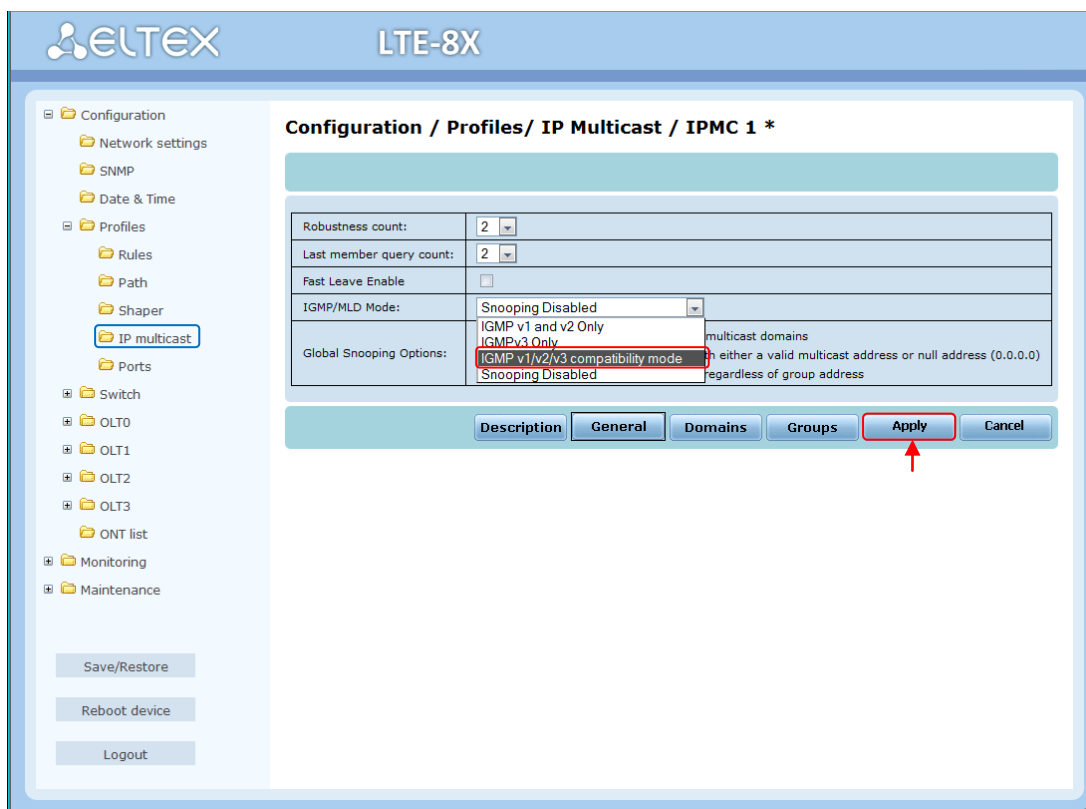 ELTEX
LTE-8X
Configuration
Network settings
SNMP
Date & Time
Profiles
Rules
Path
Shaper
IP multicast
Ports
Switch
OLT0
OLT1
OLT2
OLT3
ONT list
Monitoring
Maintenance
Save/Restore
Reboot device
Logout
Configuration / Profiles/ IP Multicast / IPMC 1 *
Robustness count: 2
Last member query count: 2
Fast Leave Enable
IGMP/MLD Mode: Snooping Disabled
IGMP v1 and v2 Only
IGMPv3 Only
IGMP v1/v2/v3 compatibility mode
Snooping Disabled
Global Snooping Options:
multicast domains
either a valid multicast address or null address (0.0.0.0)
regardless of group address
Description General Domains Groups Apply Cancel